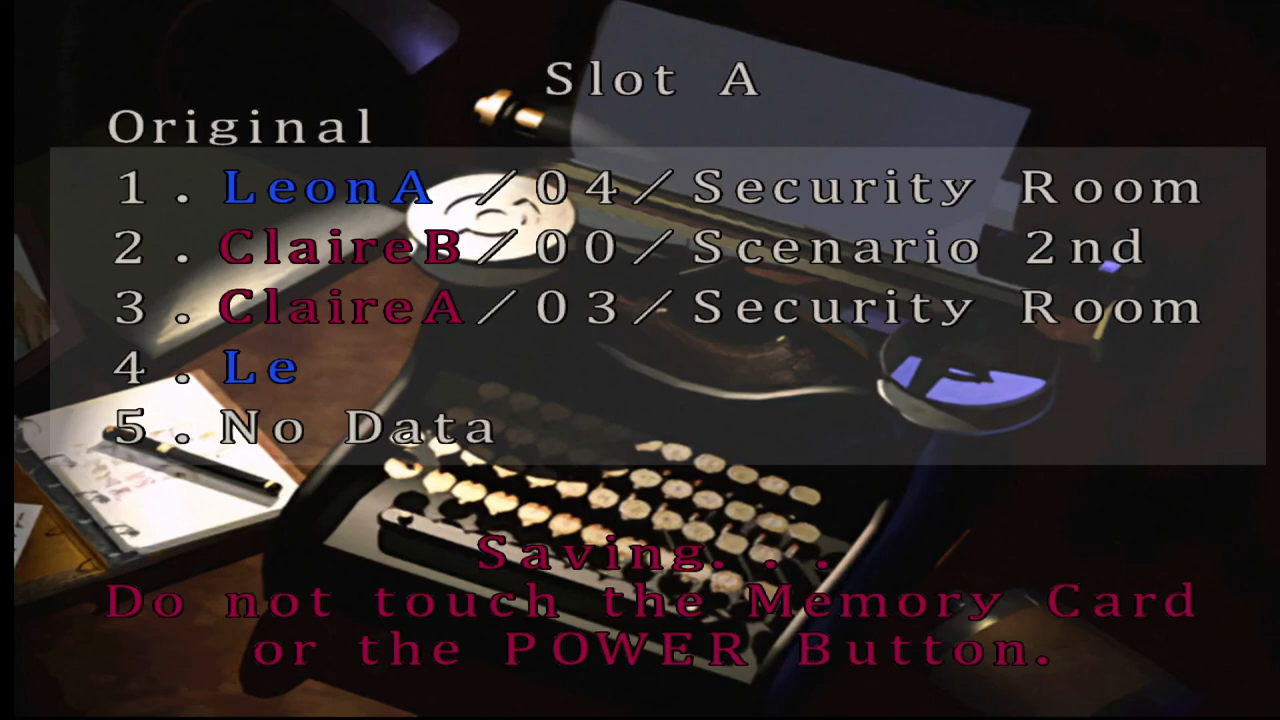 Slot A
Original
1. LeonA /04/Security Room
2. ClaireB/00/Scenario 2nd
3. ClaireA/03/Security Room
4. Le
5. No Data
Saving. . .
Do not touch the Memory Card
or the POWER Button.